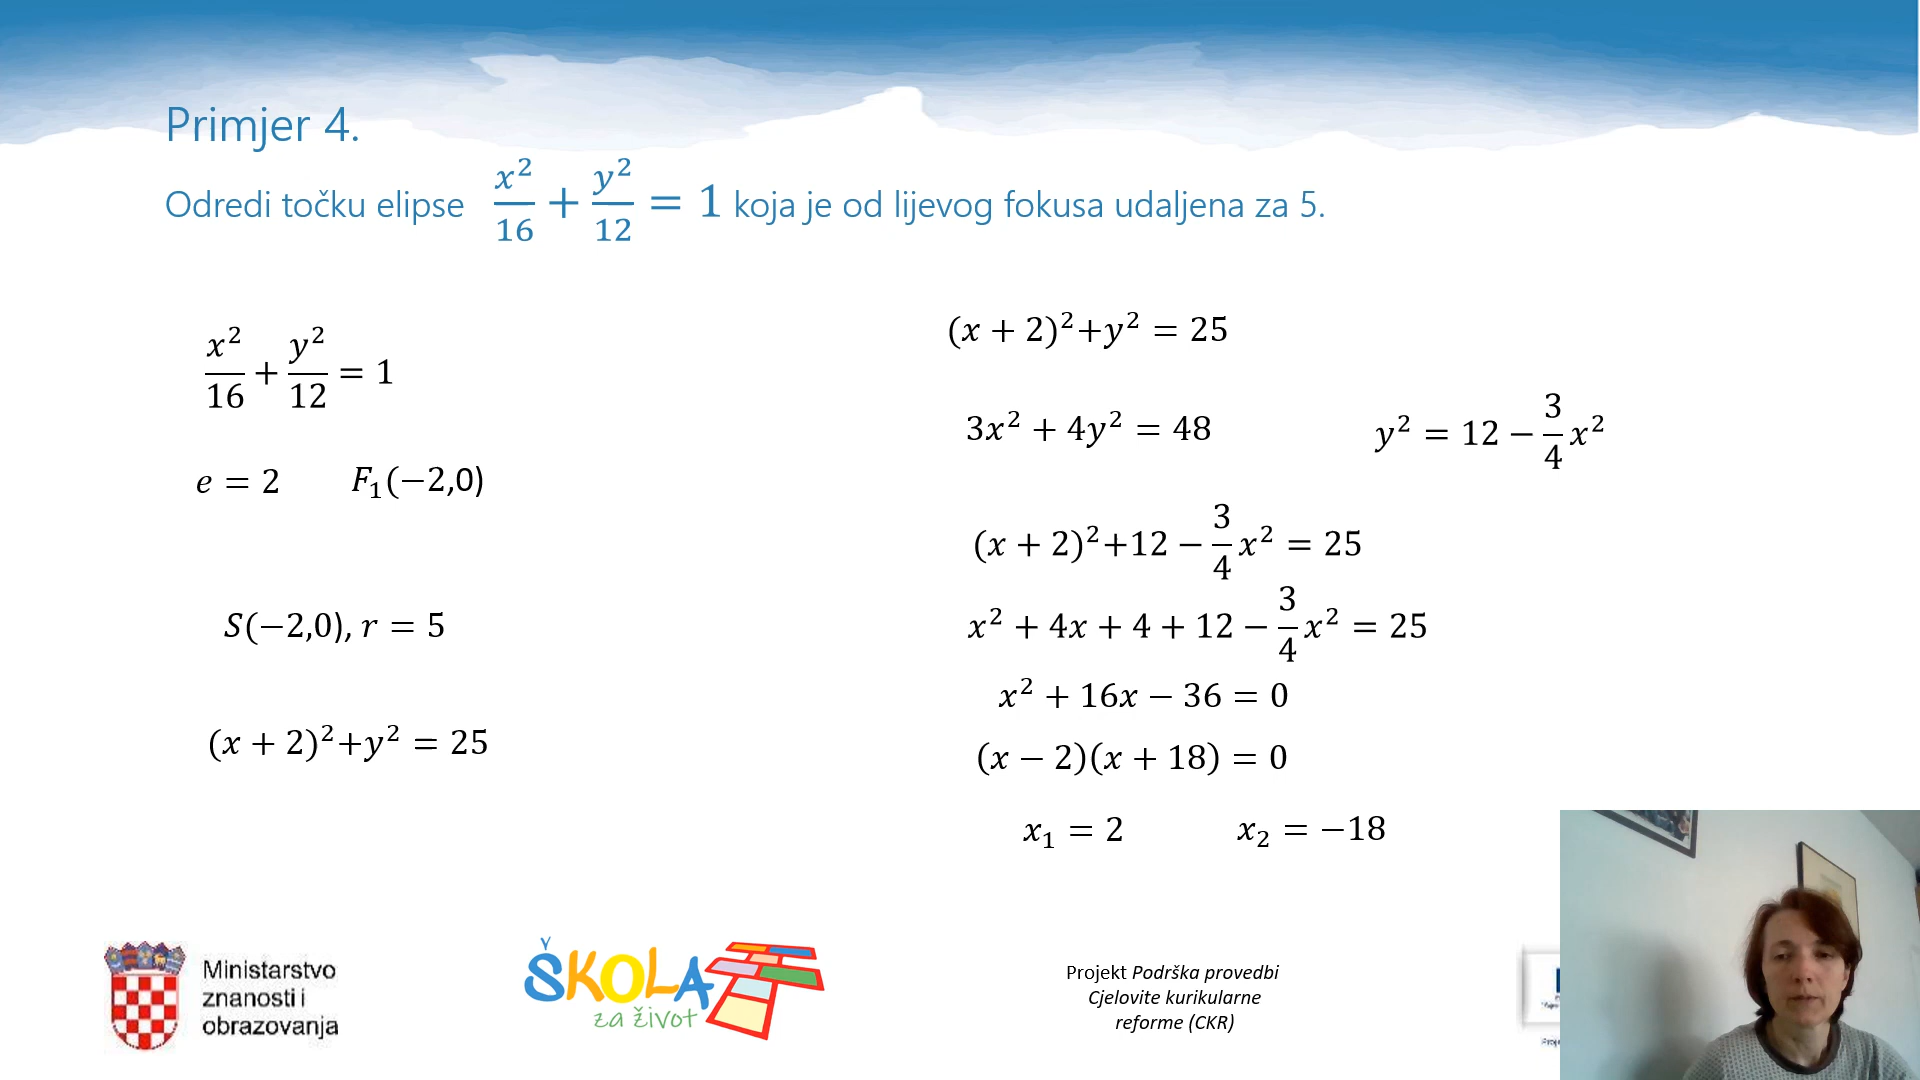 Primjer 4.
Odredi točku elipse x²/16 + y²/12 = 1 koja je od lijevog fokusa udaljena za 5.
x²/16 + y²/12 = 1
e = 2 F₁(−2,0)
S(−2,0), r = 5
(x + 2)²+y² = 25
(x + 2)²+y² = 25
3x² + 4y² = 48 y² = 12 − 3/4 x²
(x + 2)²+12 − 3/4 x² = 25
x² + 4x + 4 + 12 − 3/4 x² = 25
x² + 16x − 36 = 0
(x − 2)(x + 18) = 0
x₁ = 2 x₂ = −18
Ministarstvo
znanosti i
obrazovanja
ŠKOLA
za život
Projekt Podrška provedbi
Cjelovite kurikularne
reforme (CKR)